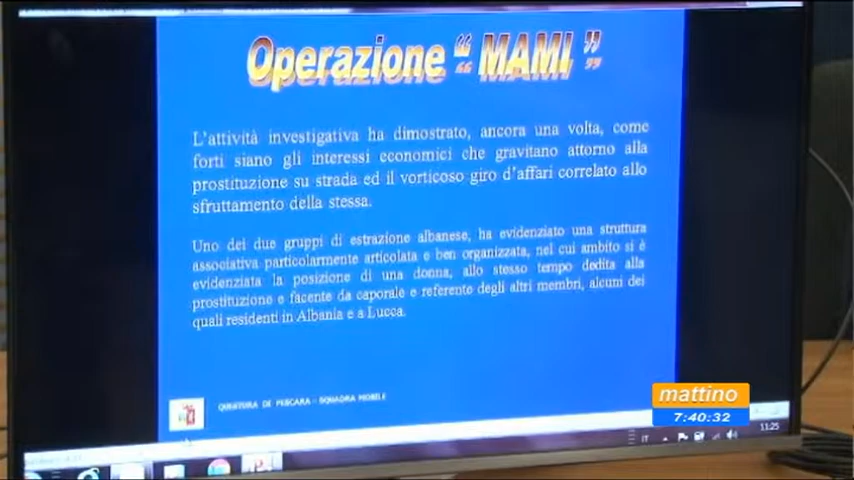 Operazione “ MAMI ”
L’attività investigativa ha dimostrato, ancora una volta, come
forti siano gli interessi economici che gravitano attorno alla
prostituzione su strada ed il vorticoso giro d’affari correlato allo
sfruttamento della stessa.
Uno dei due gruppi di estrazione albanese, ha evidenziato una struttura
associativa particolarmente articolata e ben organizzata, nel cui ambito si è
evidenziata la posizione di una donna, allo stesso tempo dedita alla
prostituzione e facente da caporale e referente degli altri membri, alcuni dei
quali residenti in Albania e a Lucca.
QUESTURA DI PESCARA - SQUADRA MOBILE
mattino
7:40:32
IT
11:25